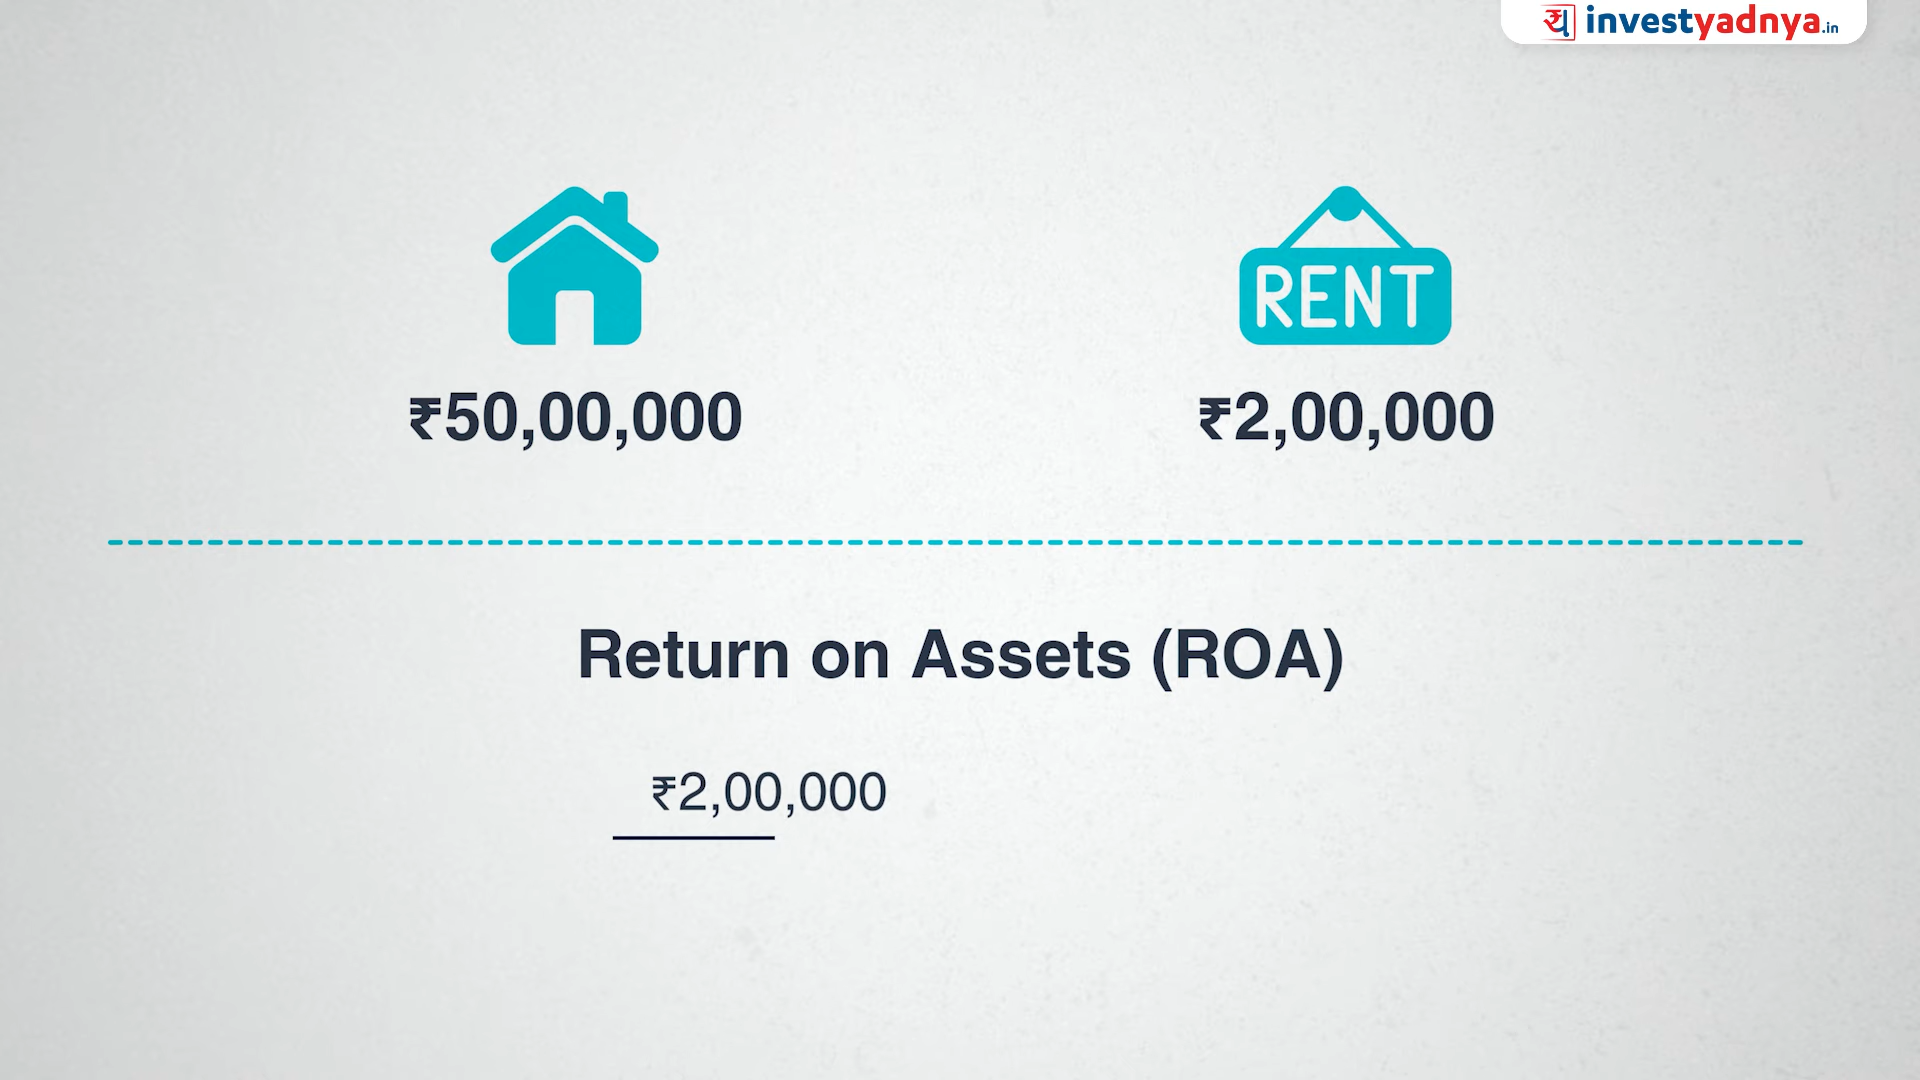 य investyadnya.in
RENT
₹50,00,000
₹2,00,000
Return on Assets (ROA)
₹2,00,000